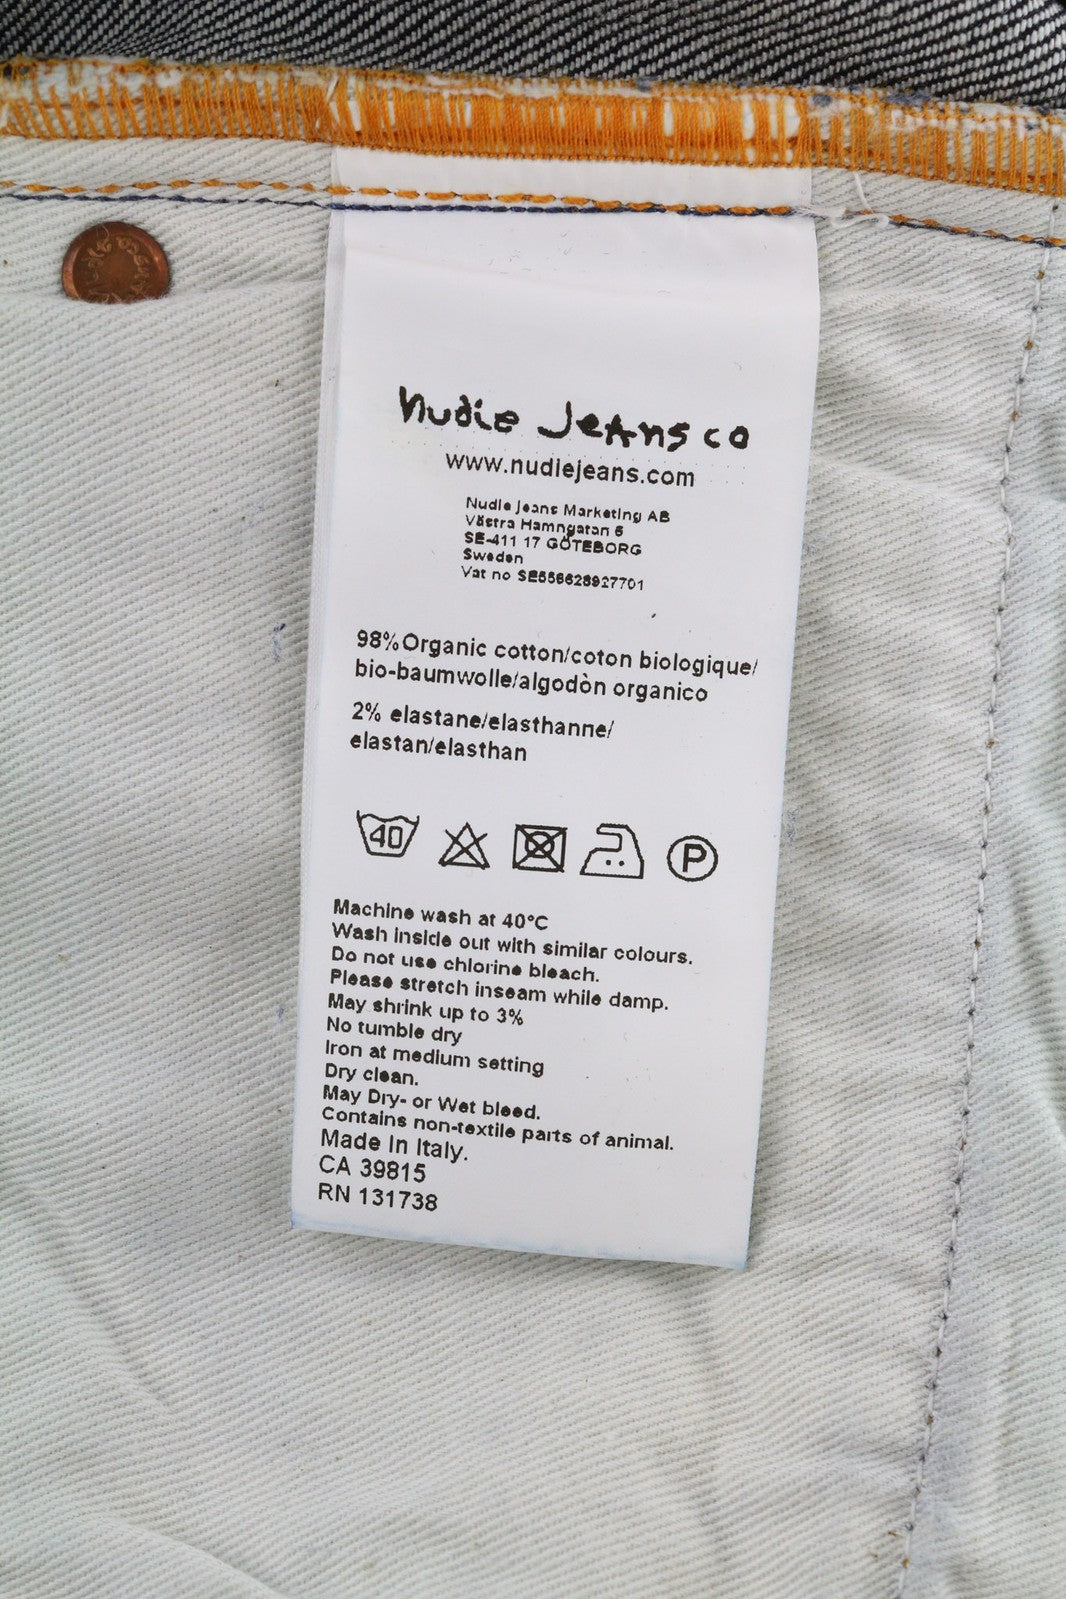 nudie Jeans co
www.nudiejeans.com
Nudie Jeans Marketing AB
Västra Hamngatan 6
SE-411 17 GÖTEBORG
Sweden
Vat no SE556628927701
98%Organic cotton/coton biologique/
bio-baumwolle/algodòn organico
2% elastane/elasthanne/
elastan/elasthan
40
P
Machine wash at 40°C
Wash inside out with similar colours.
Do not use chlorine bleach.
Please stretch inseam while damp.
May shrink up to 3%
No tumble dry
Iron at medium setting
Dry clean.
May Dry- or Wet bleed.
Contains non-textile parts of animal.
Made In Italy.
CA 39815
RN 131738